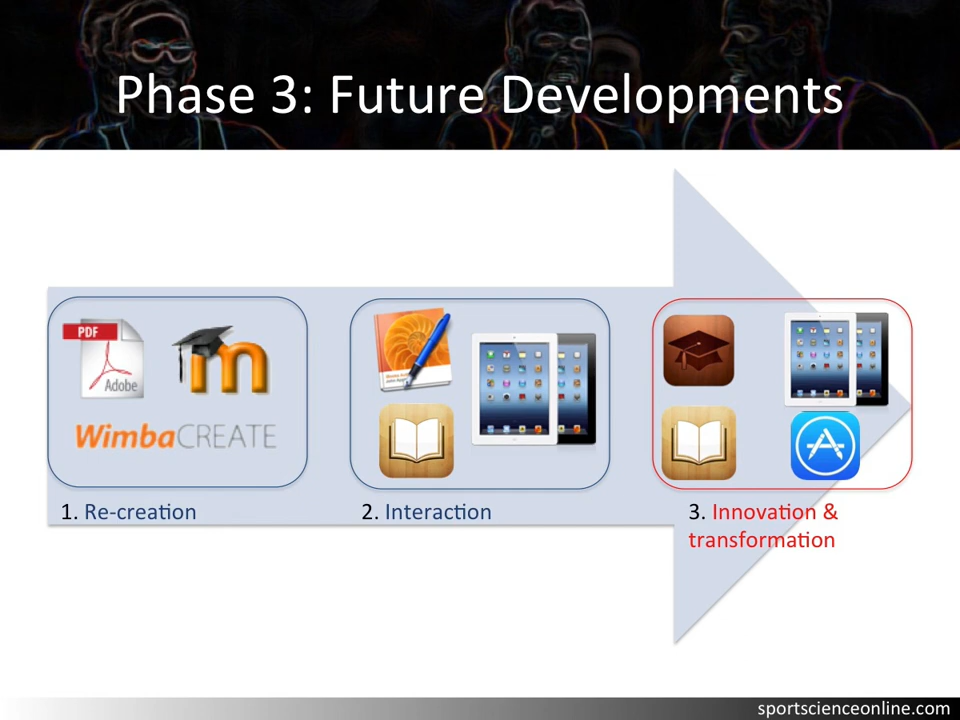 Phase 3: Future Developments
PDF
Adobe
m
WimbaCREATE
1. Re-creation
2. Interaction
3. Innovation &
transformation
sportscienceonline.com